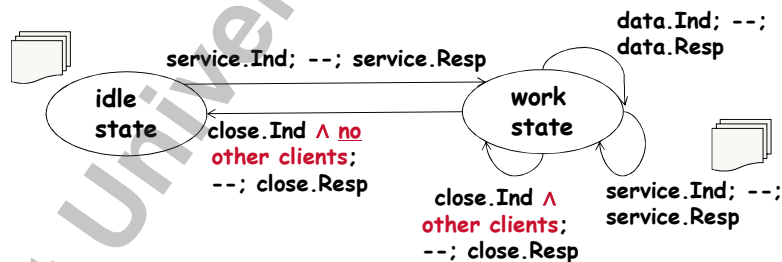 data.Ind; --;
data.Resp
service.Ind; --; service.Resp
idle
state
work
state
close.Ind ∧ no
other clients;
--; close.Resp
close.Ind ∧
other clients;
--; close.Resp
service.Ind; --;
service.Resp